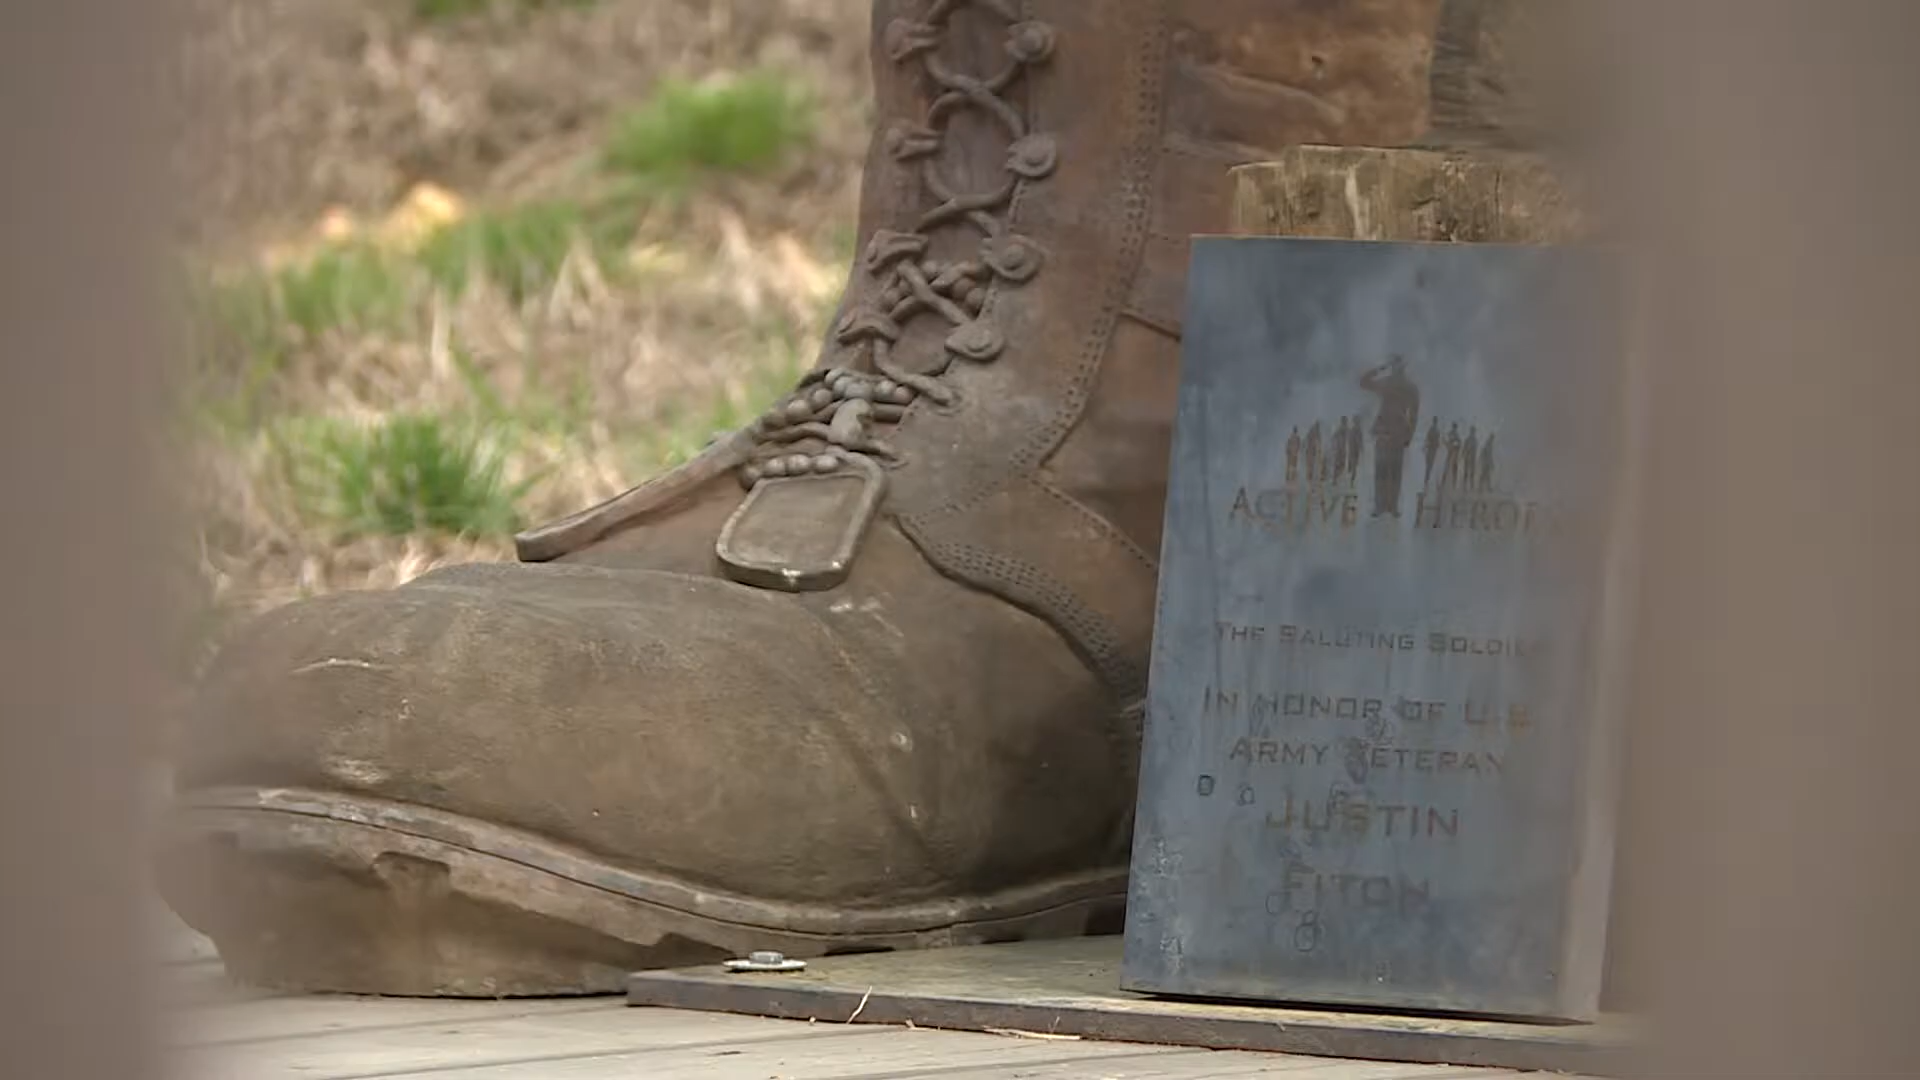 ACTIVE HEROES
THE SALUTING SOLDIER
IN HONOR OF U.S.
ARMY VETERAN
JUSTIN
FITCH